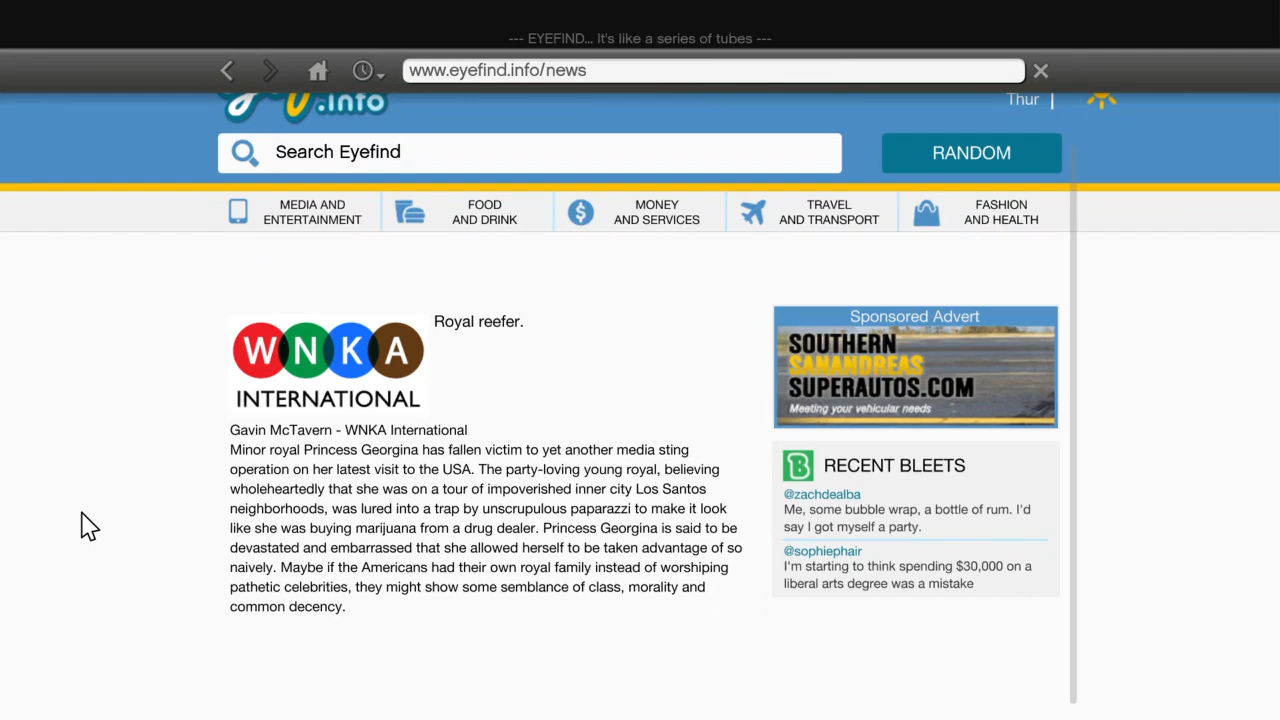 --- EYEFIND... It's like a series of tubes ---
www.eyefind.info/news
.info
Thur
Search Eyefind
RANDOM
MEDIA AND
ENTERTAINMENT
FOOD
AND DRINK
MONEY
AND SERVICES
TRAVEL
AND TRANSPORT
FASHION
AND HEALTH
WNKA
INTERNATIONAL
Royal reefer.
Gavin McTavern - WNKA International
Minor royal Princess Georgina has fallen victim to yet another media sting
operation on her latest visit to the USA. The party-loving young royal, believing
wholeheartedly that she was on a tour of impoverished inner city Los Santos
neighborhoods, was lured into a trap by unscrupulous paparazzi to make it look
like she was buying marijuana from a drug dealer. Princess Georgina is said to be
devastated and embarrassed that she allowed herself to be taken advantage of so
naively. Maybe if the Americans had their own royal family instead of worshiping
pathetic celebrities, they might show some semblance of class, morality and
common decency.
Sponsored Advert
SOUTHERN
SANANDREAS
SUPERAUTOS.COM
Meeting your vehicular needs
B
RECENT BLEETS
@zachdealba
Me, some bubble wrap, a bottle of rum. I'd
say I got myself a party.
@sophiephair
I'm starting to think spending $30,000 on a
liberal arts degree was a mistake